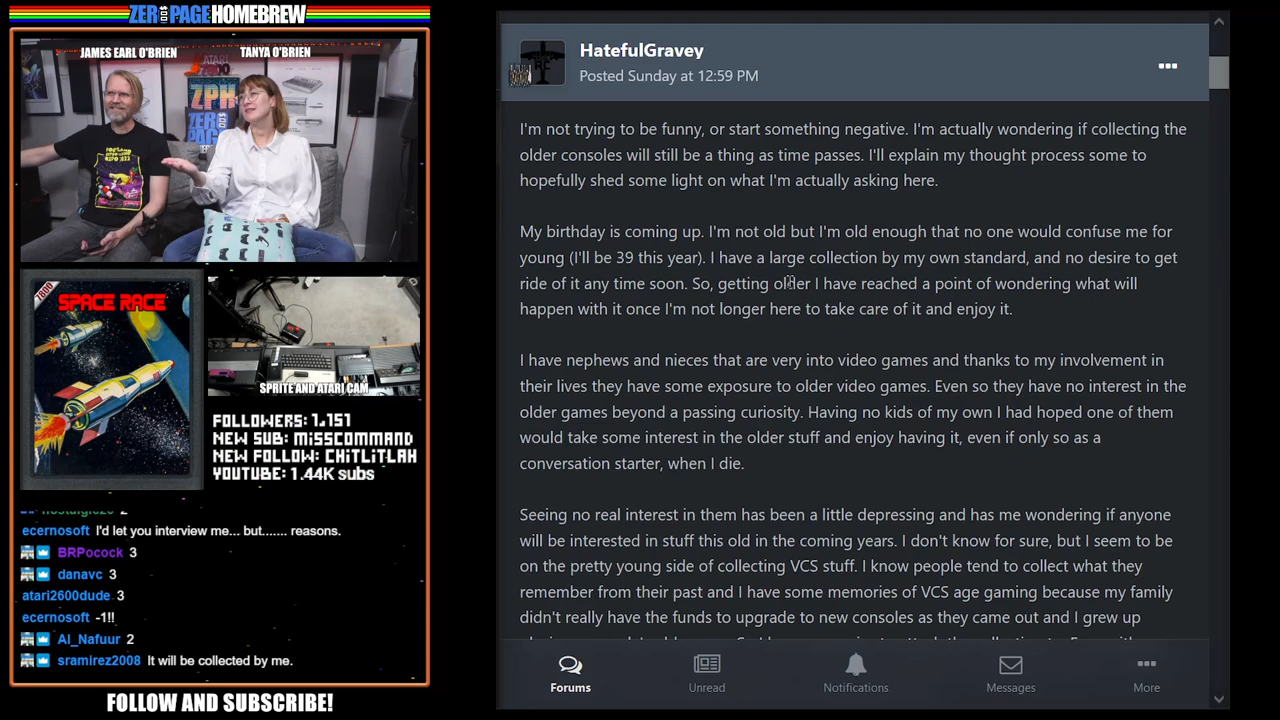 ZERO PAGE HOMEBREW
JAMES EARL O'BRIEN
TANYA O'BRIEN
ATARI
ZPH
ZERO PAGE
7800
SPACE RACE
SPRITE AND ATARI CAM
FOLLOWERS: 1,151
NEW SUB: MISSCOMMAND
NEW FOLLOW: CHITLITLAH
YOUTUBE: 1.44K subs
ecernosoft I'd let you interview me... but....... reasons.
BRPocock 3
danavc 3
atari2600dude 3
ecernosoft -1!!
Al_Nafuur 2
sramirez2008 It will be collected by me.
FOLLOW AND SUBSCRIBE!
HatefulGravey
Posted Sunday at 12:59 PM
I'm not trying to be funny, or start something negative. I'm actually wondering if collecting the
older consoles will still be a thing as time passes. I'll explain my thought process some to
hopefully shed some light on what I'm actually asking here.
My birthday is coming up. I'm not old but I'm old enough that no one would confuse me for
young (I'll be 39 this year). I have a large collection by my own standard, and no desire to get
ride of it any time soon. So, getting older I have reached a point of wondering what will
happen with it once I'm not longer here to take care of it and enjoy it.
I have nephews and nieces that are very into video games and thanks to my involvement in
their lives they have some exposure to older video games. Even so they have no interest in the
older games beyond a passing curiosity. Having no kids of my own I had hoped one of them
would take some interest in the older stuff and enjoy having it, even if only so as a
conversation starter, when I die.
Seeing no real interest in them has been a little depressing and has me wondering if anyone
will be interested in stuff this old in the coming years. I don't know for sure, but I seem to be
on the pretty young side of collecting VCS stuff. I know people tend to collect what they
remember from their past and I have some memories of VCS age gaming because my family
didn't really have the funds to upgrade to new consoles as they came out and I grew up
Forums
Unread
Notifications
Messages
More